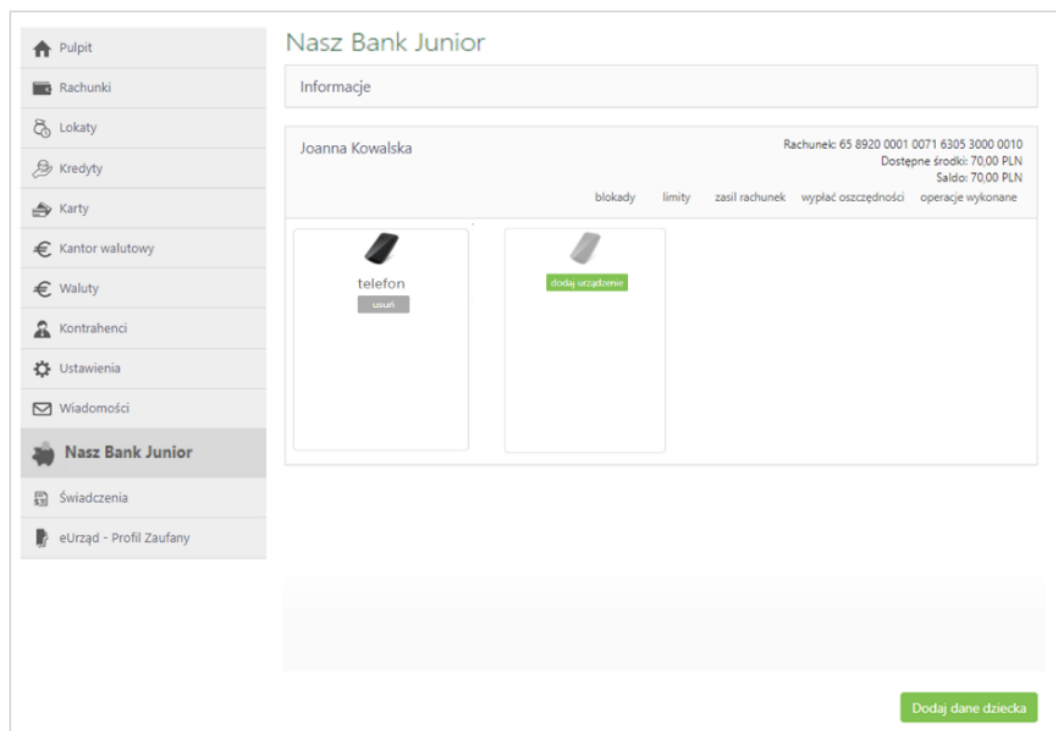 Pulpit
Rachunki
Lokaty
Kredyty
Karty
Kantor walutowy
Waluty
Kontrahenci
Ustawienia
Wiadomości
Nasz Bank Junior
Świadczenia
eUrząd - Profil Zaufany
Nasz Bank Junior
Informacje
Joanna Kowalska
Rachunek: 65 8920 0001 0071 6305 3000 0010
Dostępne środki: 70,00 PLN
Saldo: 70,00 PLN
blokady limity zasil rachunek wypłać oszczędności operacje wykonane
telefon
usuń
dodaj urządzenie
Dodaj dane dziecka